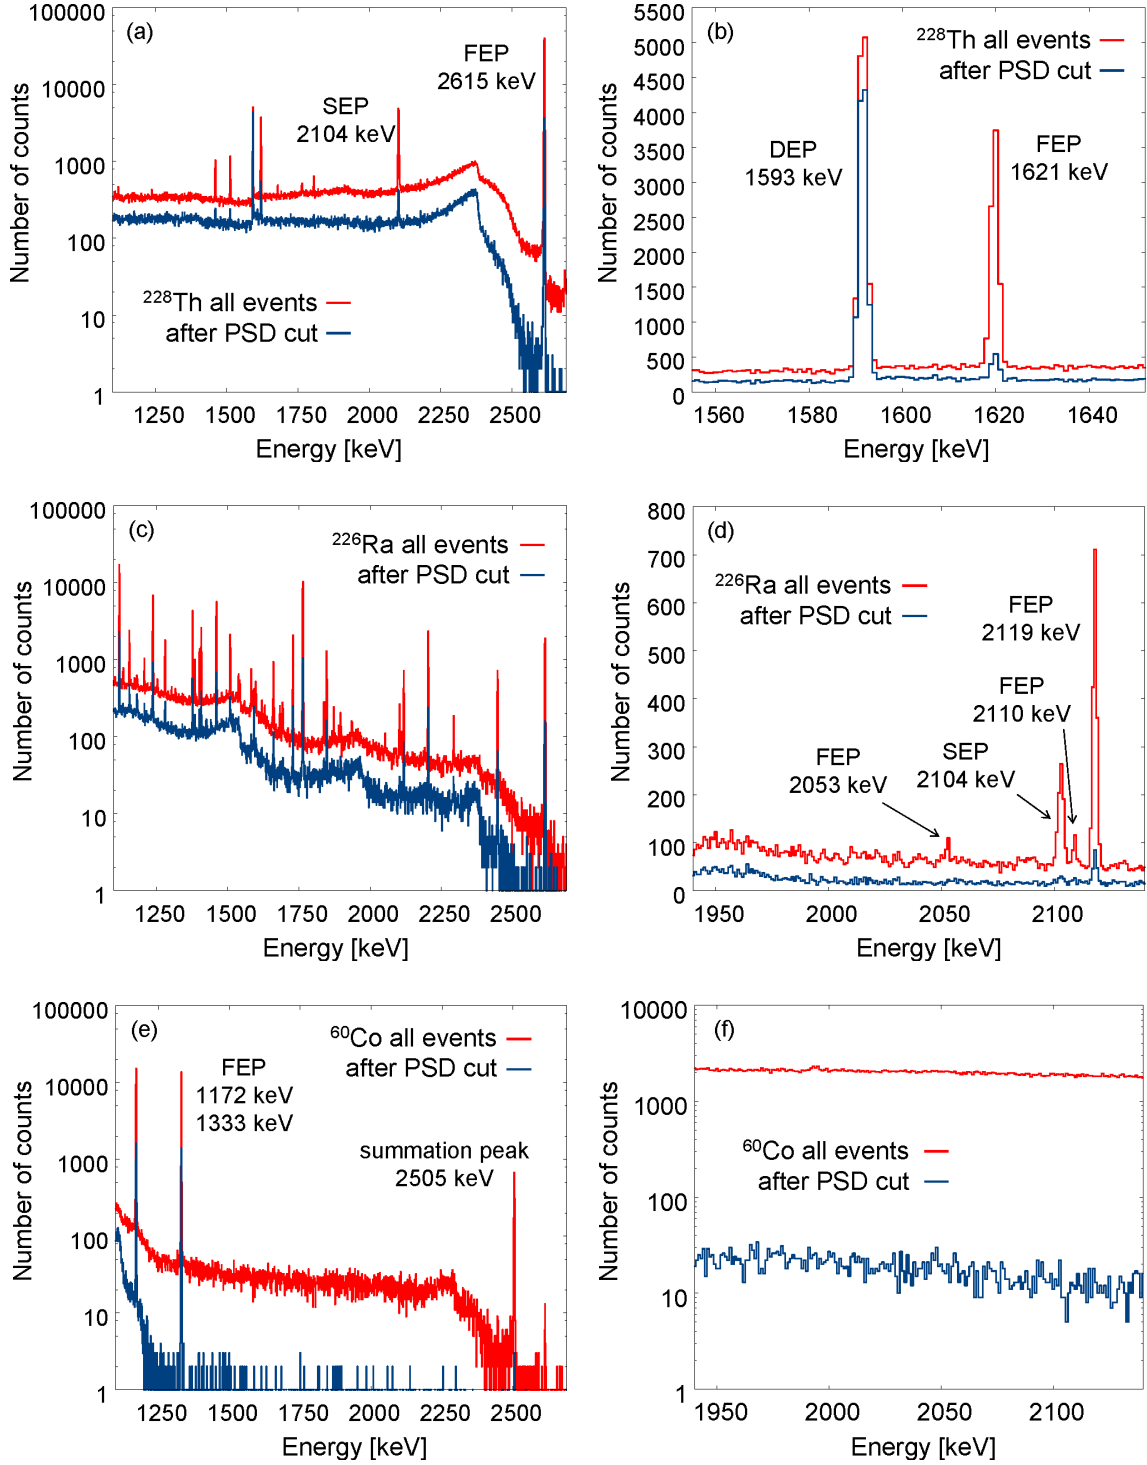 (a)
100000
10000
1000
100
10
1
Number of counts
FEP
2615 keV
SEP
2104 keV
²²⁸Th all events
after PSD cut
1250 1500 1750 2000 2250 2500
Energy [keV]
(b)
5500
5000
4500
4000
3500
3000
2500
2000
1500
1000
500
0
Number of counts
²²⁸Th all events
after PSD cut
DEP
1593 keV
FEP
1621 keV
1560 1580 1600 1620 1640
Energy [keV]
(c)
100000
10000
1000
100
10
1
Number of counts
²²⁶Ra all events
after PSD cut
1250 1500 1750 2000 2250 2500
Energy [keV]
(d)
800
700
600
500
400
300
200
100
0
Number of counts
²²⁶Ra all events
after PSD cut
FEP
2119 keV
FEP
2110 keV
SEP
2104 keV
FEP
2053 keV
1950 2000 2050 2100
Energy [keV]
(e)
100000
10000
1000
100
10
1
Number of counts
⁶⁰Co all events
after PSD cut
FEP
1172 keV
1333 keV
summation peak
2505 keV
1250 1500 1750 2000 2250 2500
Energy [keV]
(f)
10000
1000
100
10
1
Number of counts
⁶⁰Co all events
after PSD cut
1950 2000 2050 2100
Energy [keV]